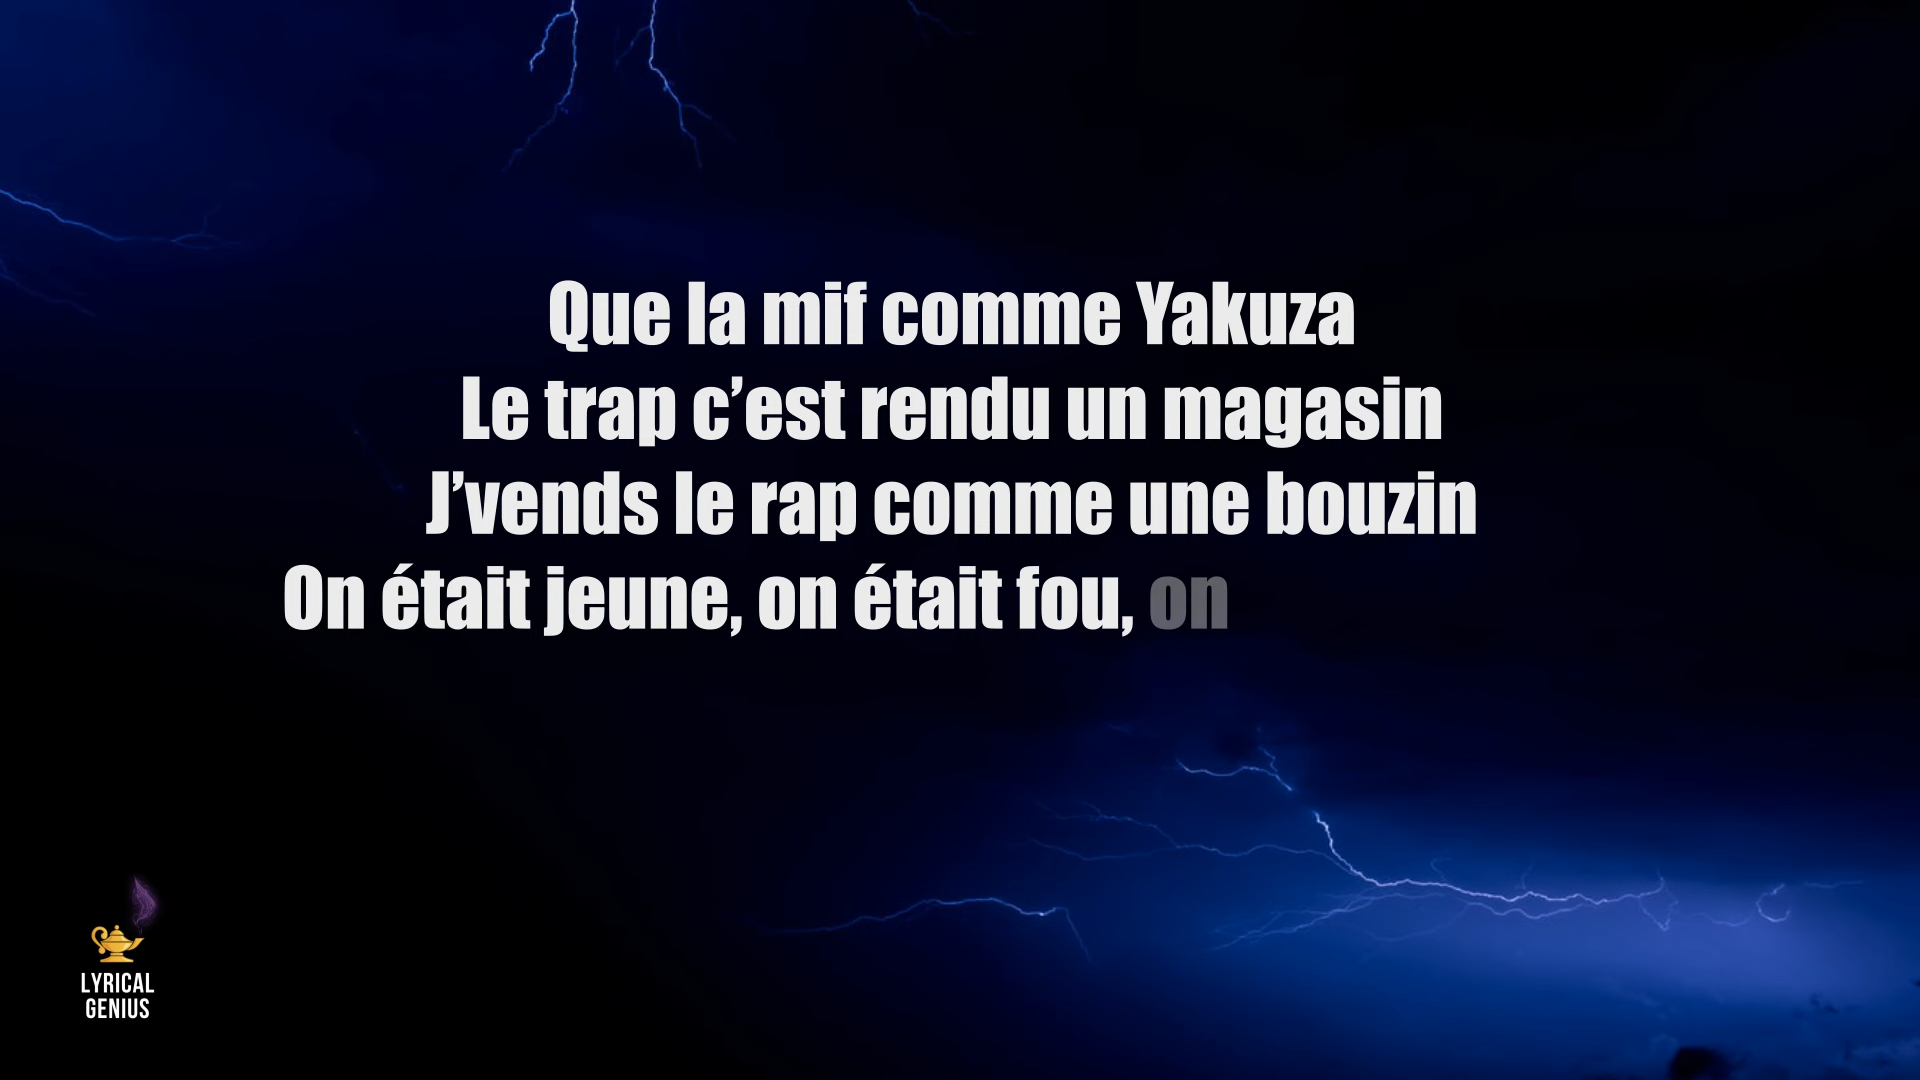 Que la mif comme Yakuza
Le trap c’est rendu un magasin
J’vends le rap comme une bouzin
On était jeune, on était fou, on
LYRICAL
GENIUS